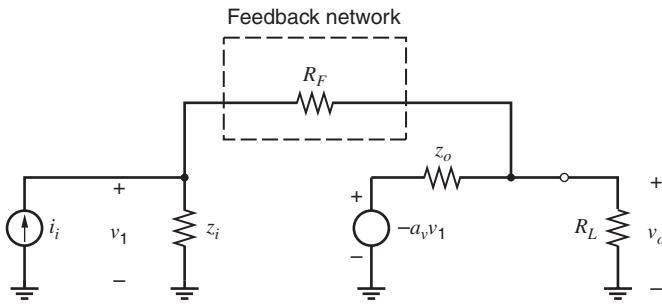 Feedback network
R_F
z_o
+ + +
i_i v_1 z_i −a_v v_1 R_L v_o
− − −